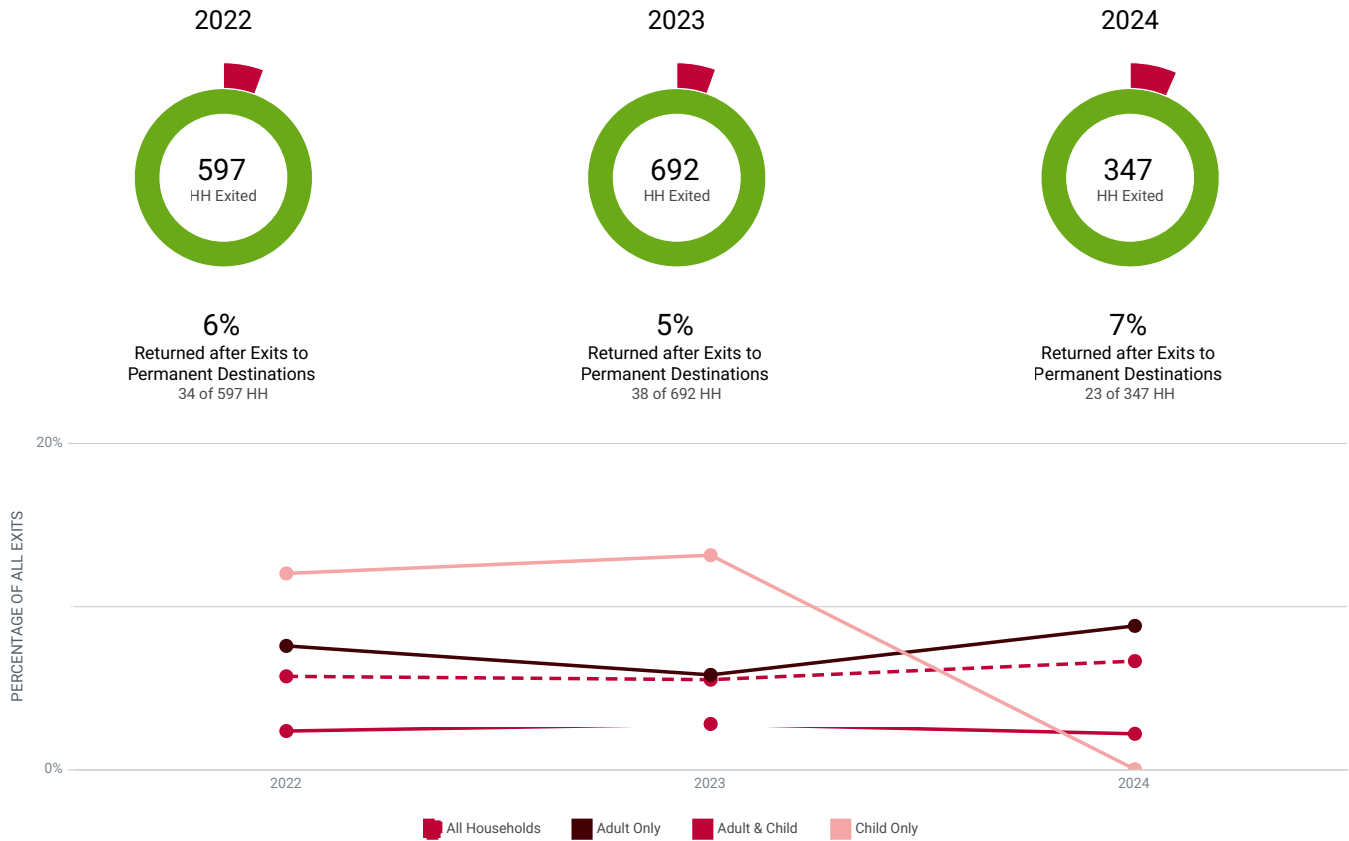 2022
2023
2024
597
HH Exited
692
HH Exited
347
HH Exited
6%
Returned after Exits to
Permanent Destinations
34 of 597 HH
5%
Returned after Exits to
Permanent Destinations
38 of 692 HH
7%
Returned after Exits to
Permanent Destinations
23 of 347 HH
20%
PERCENTAGE OF ALL EXITS
0%
2022
2023
2024
All Households
Adult Only
Adult & Child
Child Only